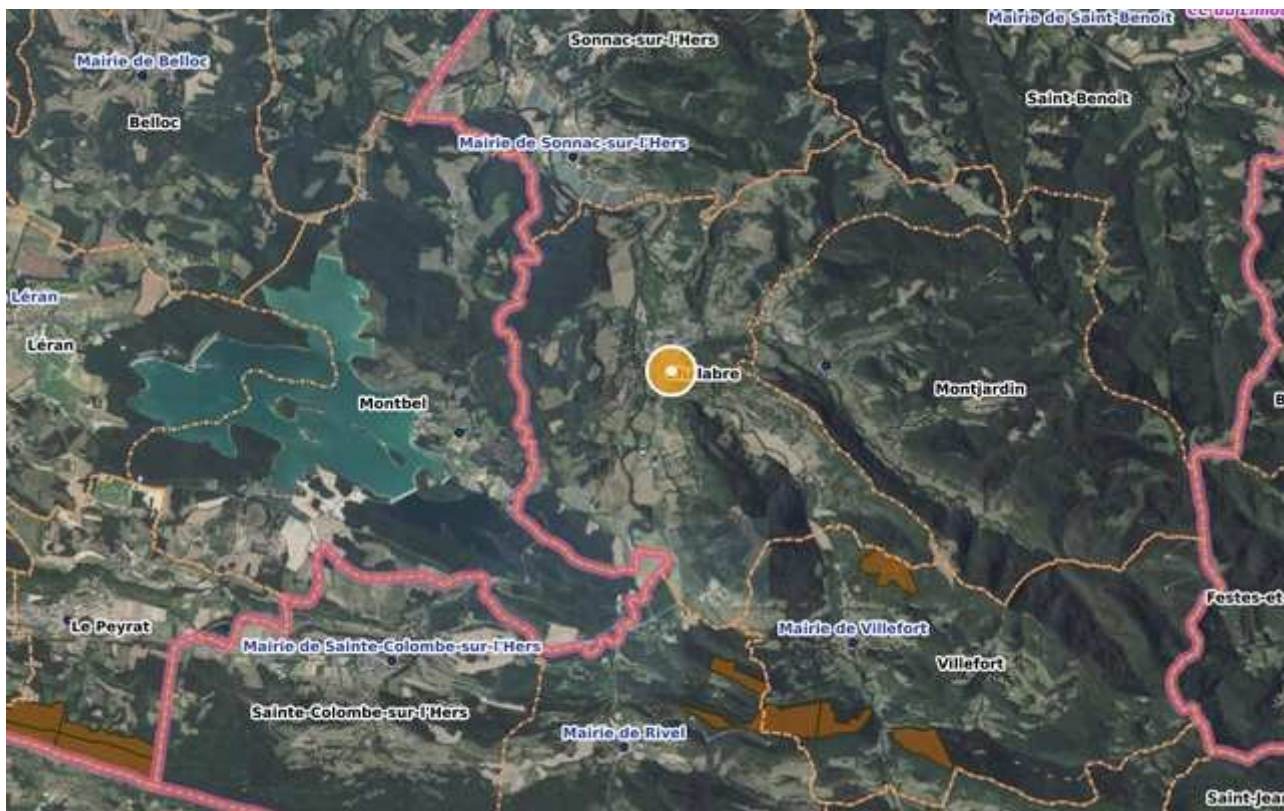 Mairie de Saint-Benoit
Sonnac-sur-l'Hers
Mairie de Belloc
Saint-Benoit
Belloc
Mairie de Sonnac-sur-l'Hers
Léran
Léran
labre
Montjardin
Montbel
Festes-et
Le Peyrat
Mairie de Villefort
Mairie de Sainte-Colombe-sur-l'Hers
Villefort
Sainte-Colombe-sur-l'Hers
Mairie de Rivel